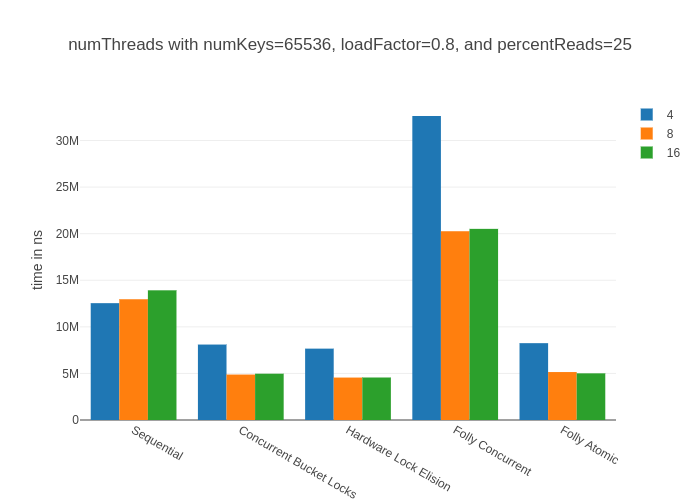 numThreads with numKeys=65536, loadFactor=0.8, and percentReads=25
4
8
16
30M
25M
20M
15M
10M
5M
0
time in ns
Sequential
Concurrent Bucket Locks
Hardware Lock Elision
Folly Concurrent
Folly Atomic